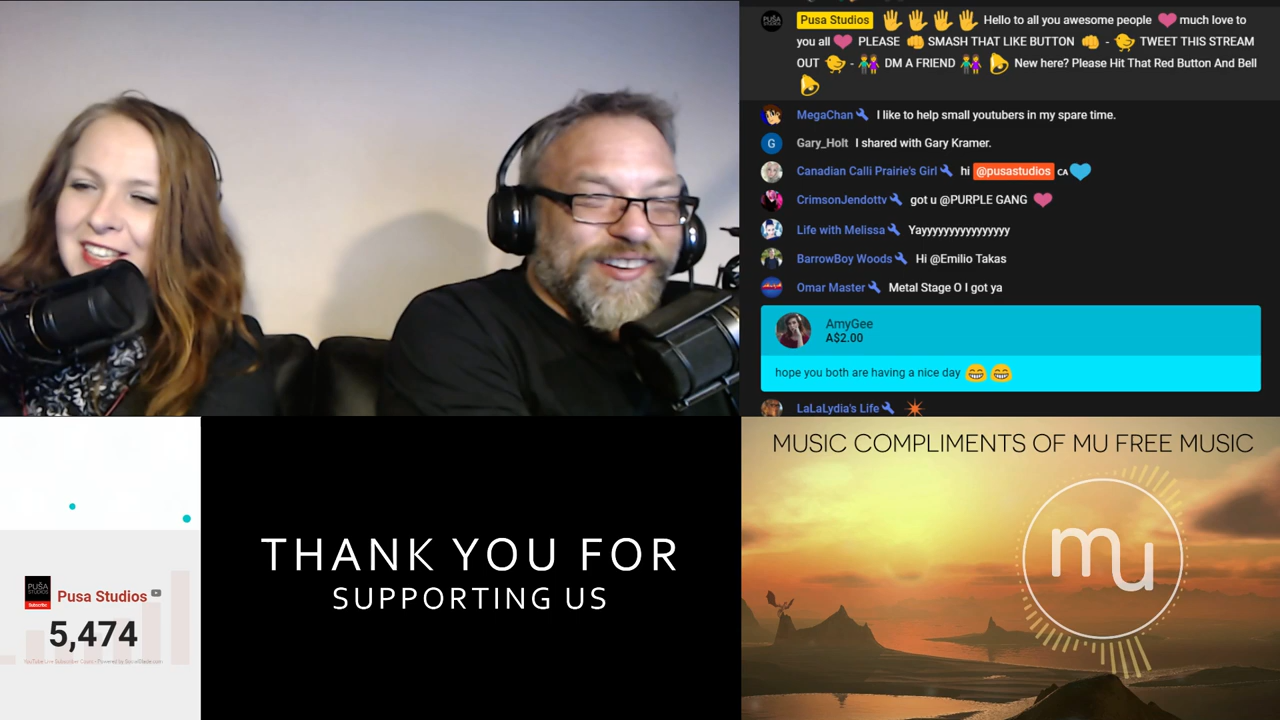 Pusa Studios 🖐🖐🖐🖐 Hello to all you awesome people 💗 much love to
you all 💗 PLEASE 👊 SMASH THAT LIKE BUTTON 👊 - 🐤 TWEET THIS STREAM
OUT 🐤 - 👫 DM A FRIEND 👫 🔔 New here? Please Hit That Red Button And Bell
🔔
MegaChan I like to help small youtubers in my spare time.
G Gary_Holt I shared with Gary Kramer.
Canadian Calli Prairie's Girl hi @pusastudios CA 💙
CrimsonJendottv got u @PURPLE GANG 💗
Life with Melissa Yayyyyyyyyyyyyyyyy
BarrowBoy Woods Hi @Emilio Takas
Omar Master Metal Stage O I got ya
AmyGee
A$2.00
hope you both are having a nice day 😂 😂
LaLaLydia's Life
PUSA
STUDIOS
Subscribe
Pusa Studios
5,474
THANK YOU FOR
SUPPORTING US
MUSIC COMPLIMENTS OF MU FREE MUSIC
mu